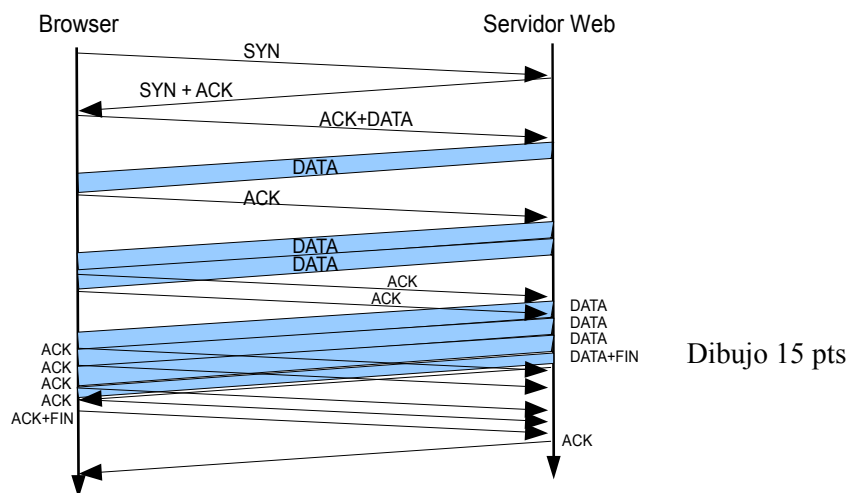 Browser
Servidor Web
SYN
SYN + ACK
ACK+DATA
DATA
ACK
DATA
DATA
ACK
ACK
DATA
DATA
DATA
DATA+FIN
Dibujo 15 pts
ACK
ACK
ACK
ACK
ACK+FIN
ACK